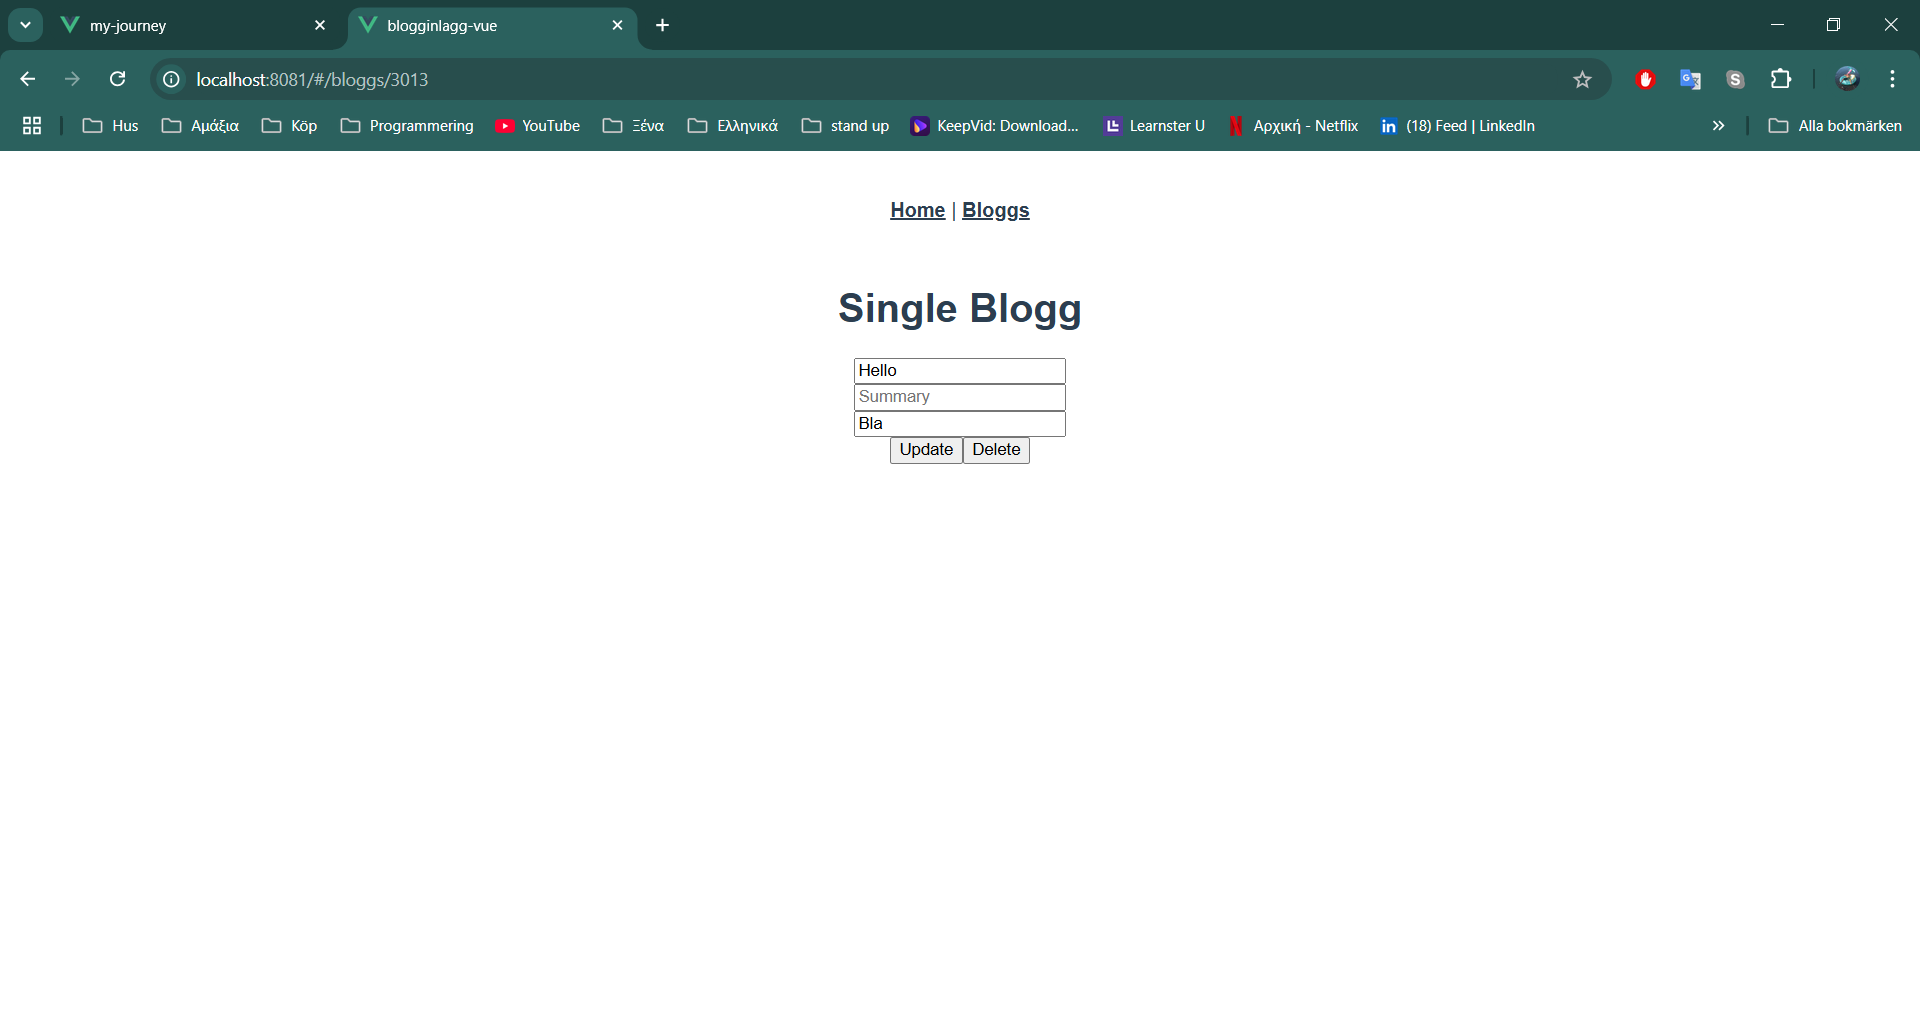 my-journey
blogginlagg-vue
localhost:8081/#/bloggs/3013
Hus
Αμάξια
Köp
Programmering
YouTube
Ξένα
Ελληνικά
stand up
KeepVid: Download...
Learnster U
Αρχική - Netflix
in
(18) Feed | LinkedIn
Alla bokmärken
Home | Bloggs
Single Blogg
Hello
Summary
Bla
Update Delete